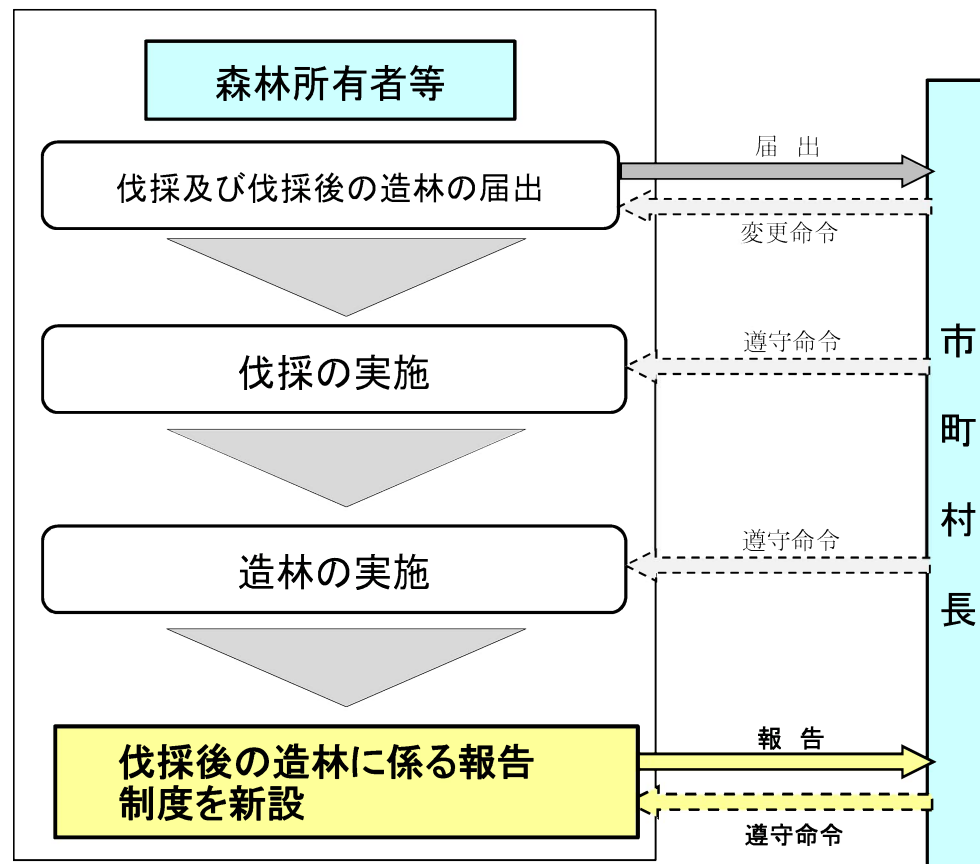 森林所有者等
伐採及び伐採後の造林の届出
届 出
変更命令
伐採の実施
遵守命令
造林の実施
遵守命令
伐採後の造林に係る報告
制度を新設
報 告
遵守命令
市町村長